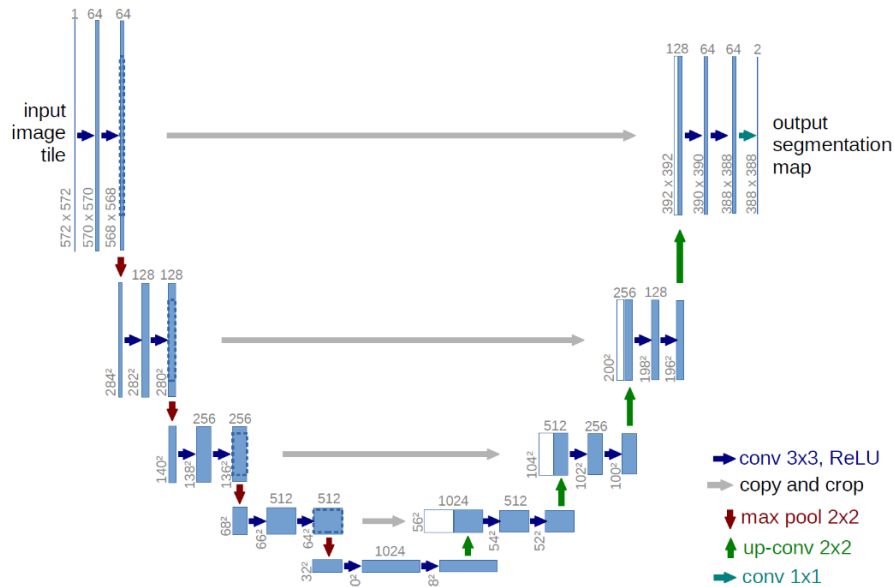 1 64 64
input
image
tile
572 x 572
570 x 570
568 x 568
128 64 64 2
output
segmentation
map
392 x 392
390 x 390
388 x 388
388 x 388
128 128
284²
282²
280²
256 128
200²
198²
196²
256 256
140²
138²
136²
512 256
104²
102²
100²
512 512
68²
66²
64²
1024 512
56²
54²
52²
1024
32²
0²
8²
conv 3x3, ReLU
copy and crop
max pool 2x2
up-conv 2x2
conv 1x1